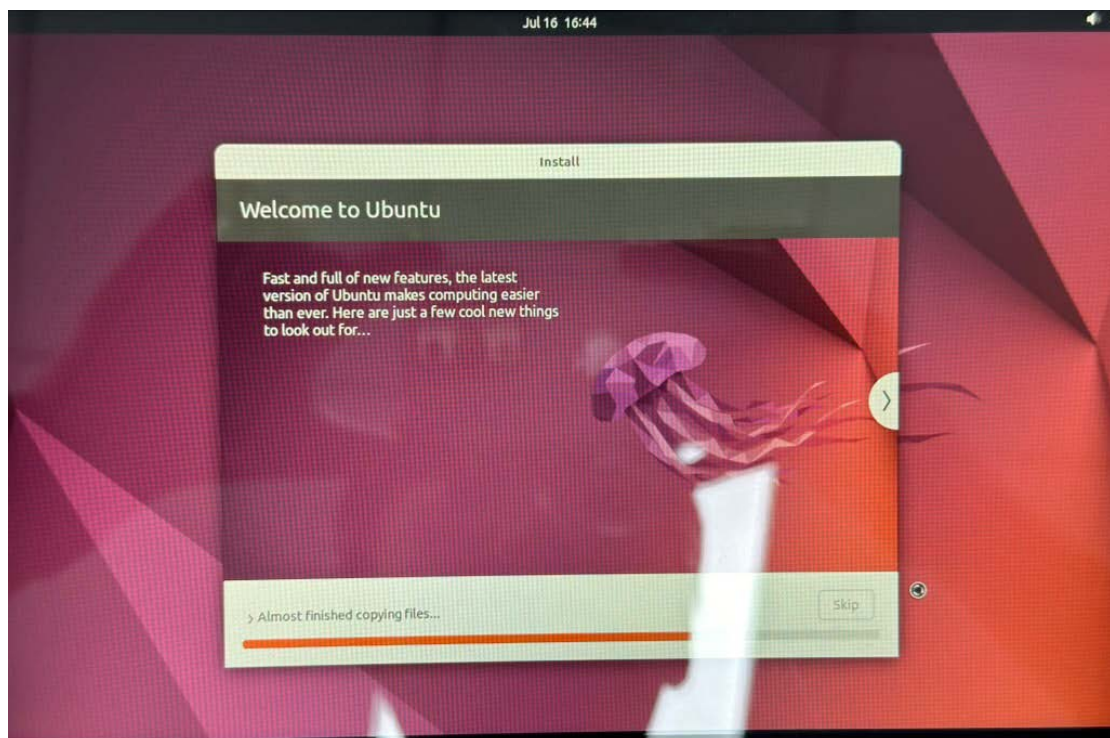 Jul 16 16:44
Install
Welcome to Ubuntu
Fast and full of new features, the latest
version of Ubuntu makes computing easier
than ever. Here are just a few cool new things
to look out for...
> Almost finished copying files...
Skip